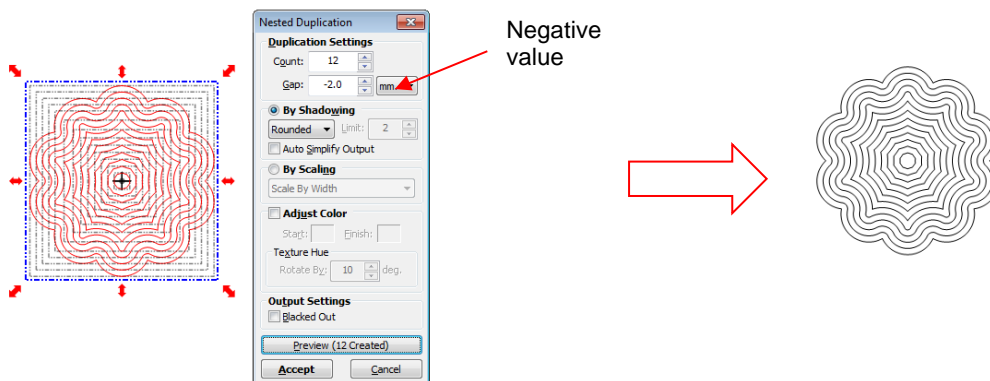 Nested Duplication
Duplication Settings
Count: 12
Gap: -2.0 mm
By Shadowing
Rounded Limit: 2
Auto Simplify Output
By Scaling
Scale By Width
Adjust Color
Start: Finish:
Texture Hue
Rotate By: 10 deg.
Output Settings
Blacked Out
Preview (12 Created)
Accept Cancel
Negative
value